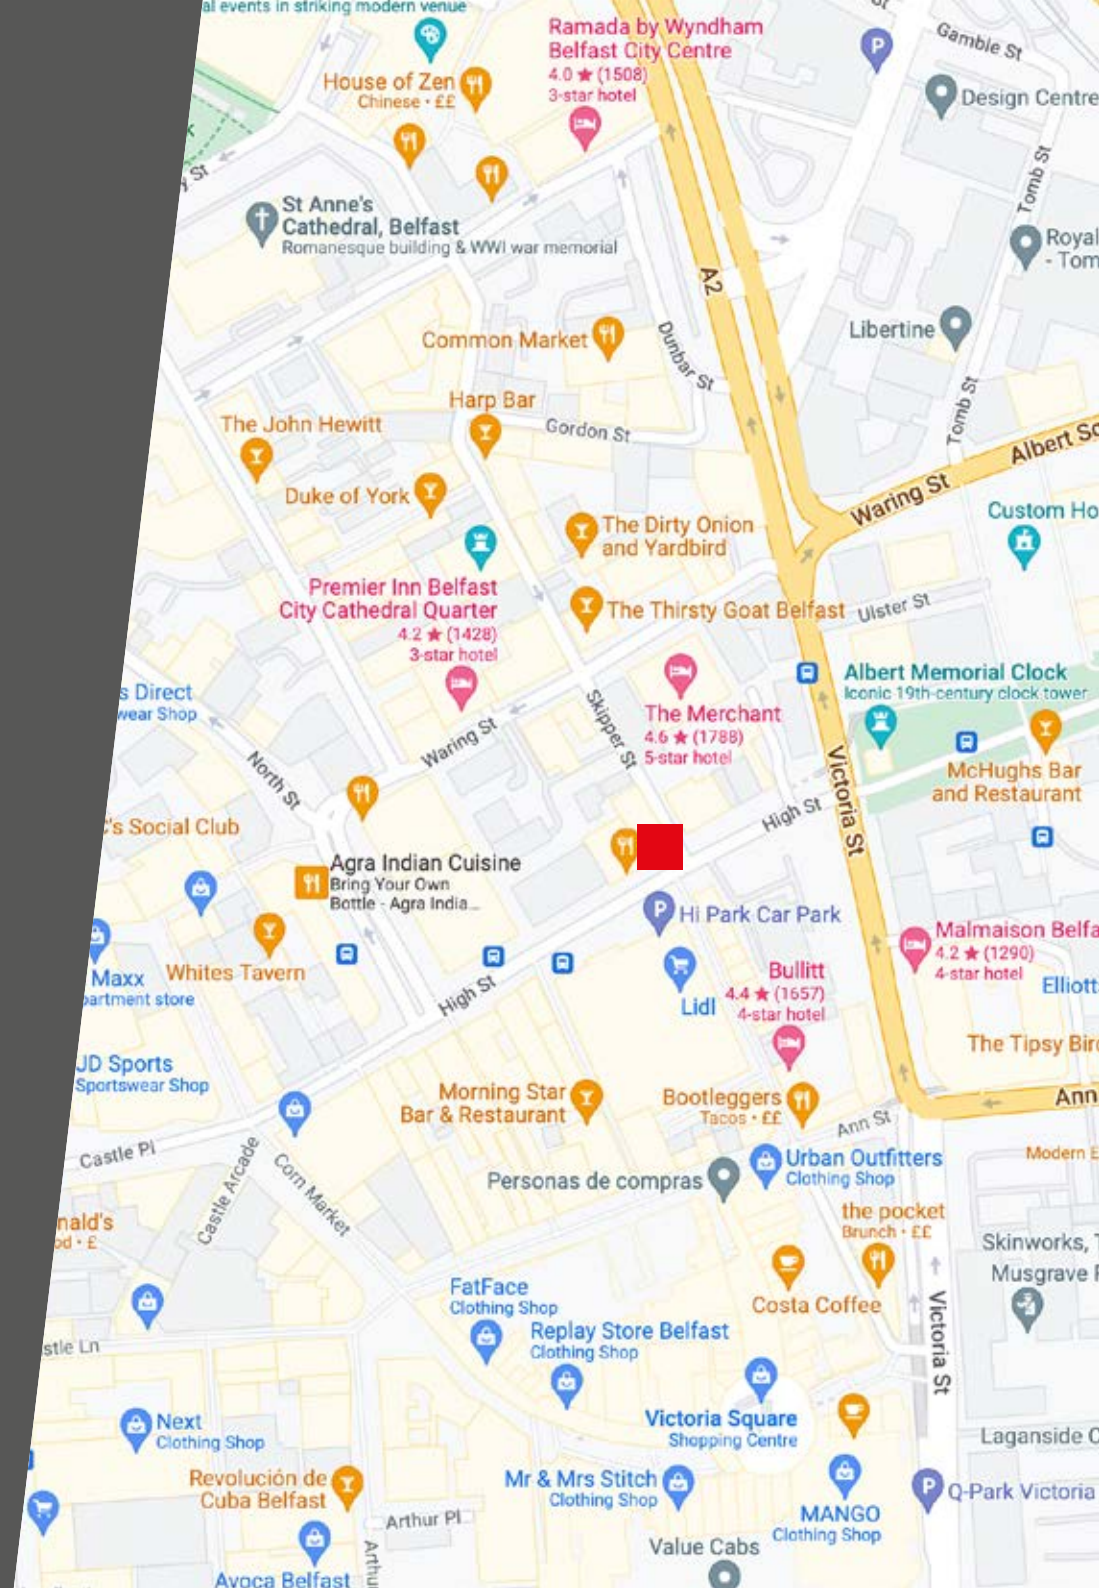 al events in striking modern venue
Ramada by Wyndham
Belfast City Centre
4.0 ★ (1508)
3-star hotel
P
Gamble St
House of Zen
Chinese • ££
Design Centre
y St
Tomb St
St Anne's
Cathedral, Belfast
Romanesque building & WWI war memorial
Royal
- Tom
A2
Libertine
Common Market
Dunbar St
Tomb St
Harp Bar
Gordon St
The John Hewitt
Albert Sq
Duke of York
Waring St
Custom Ho
The Dirty Onion
and Yardbird
Premier Inn Belfast
City Cathedral Quarter
4.2 ★ (1428)
3-star hotel
The Thirsty Goat Belfast
Ulster St
s Direct
wear Shop
Albert Memorial Clock
Iconic 19th-century clock tower
Skipper St
The Merchant
4.6 ★ (1788)
5-star hotel
Waring St
North St
Victoria St
McHughs Bar
and Restaurant
High St
's Social Club
Agra Indian Cuisine
Bring Your Own
Bottle - Agra India...
P
Hi Park Car Park
Malmaison Belfa
4.2 ★ (1290)
4-star hotel
Whites Tavern
Maxx
partment store
Bullitt
4.4 ★ (1657)
4-star hotel
Elliott
High St
Lidl
The Tipsy Bird
JD Sports
Sportswear Shop
Morning Star
Bar & Restaurant
Bootleggers
Tacos • ££
Ann
Ann St
Castle Pl
Castle Arcade
Corn Market
Urban Outfitters
Clothing Shop
Modern E
Personas de compras
nald's
od • £
the pocket
Brunch • ££
Skinworks, T
Musgrave P
FatFace
Clothing Shop
Costa Coffee
Replay Store Belfast
Clothing Shop
Victoria St
stle Ln
Next
Clothing Shop
Victoria Square
Shopping Centre
Laganside C
Revolución de
Cuba Belfast
Mr & Mrs Stitch
Clothing Shop
P
Q-Park Victoria
MANGO
Clothing Shop
Arthur Pl
Arthu
Value Cabs
Avoca Belfast